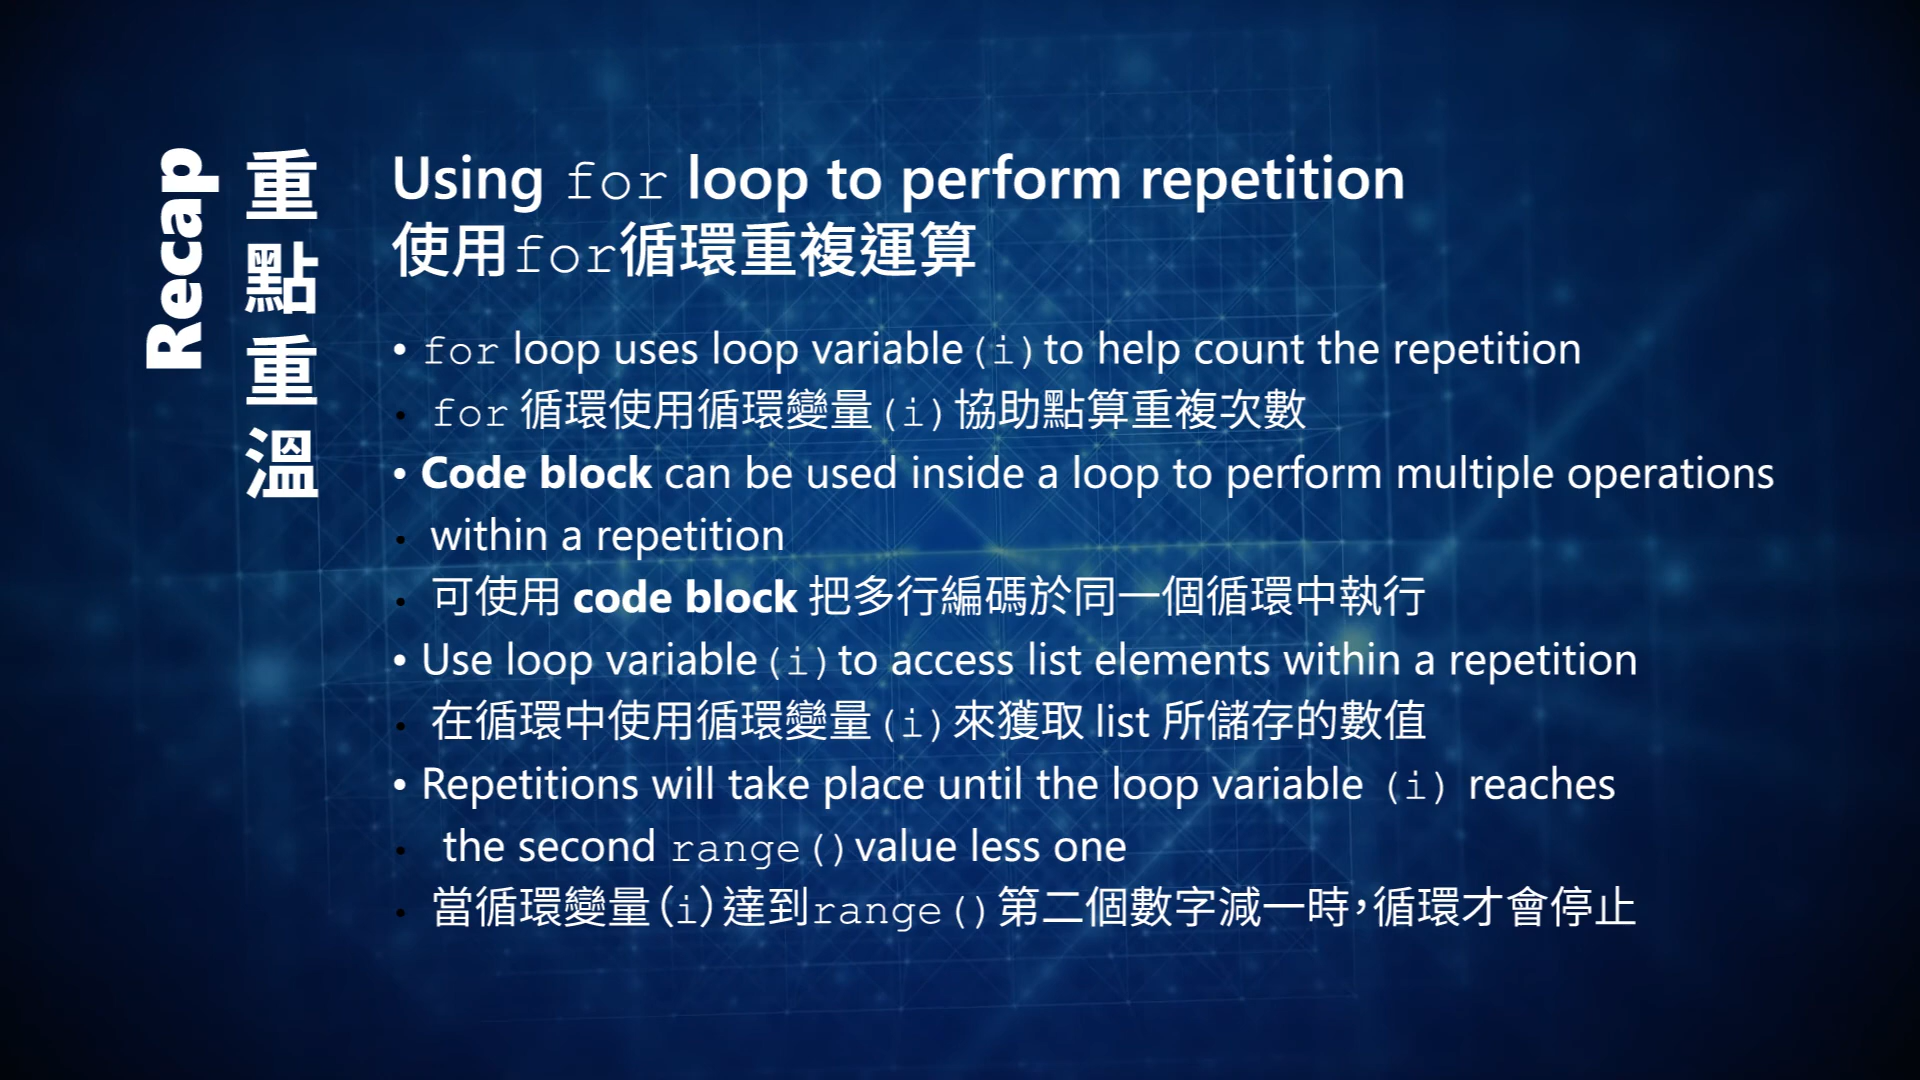 Recap
重點重溫
Using for loop to perform repetition
使用for循環重複運算
• for loop uses loop variable(i)to help count the repetition
• for 循環使用循環變量(i)協助點算重複次數
• Code block can be used inside a loop to perform multiple operations
• within a repetition
• 可使用 code block 把多行編碼於同一個循環中執行
• Use loop variable(i)to access list elements within a repetition
• 在循環中使用循環變量(i)來獲取 list 所儲存的數值
• Repetitions will take place until the loop variable (i) reaches
• the second range()value less one
• 當循環變量(i)達到range()第二個數字減一時，循環才會停止